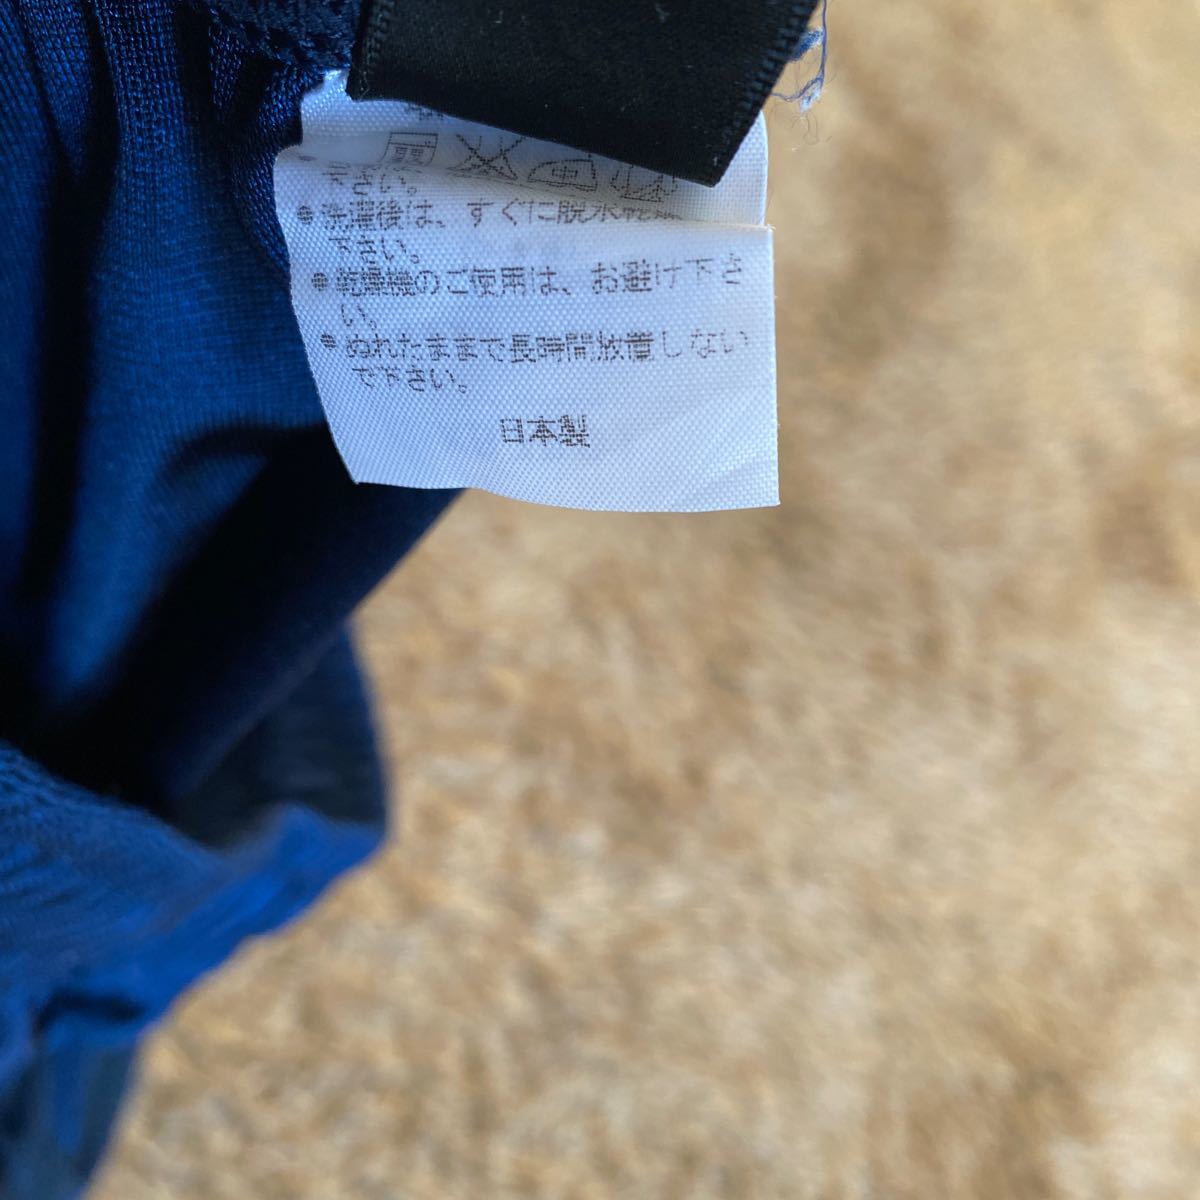 下さい。
●洗濯後は、すぐに脱水乾燥
下さい。
●乾燥機のご使用は、お避け下さ
い。
●ぬれたままで長時間放置しない
で下さい。
日本製